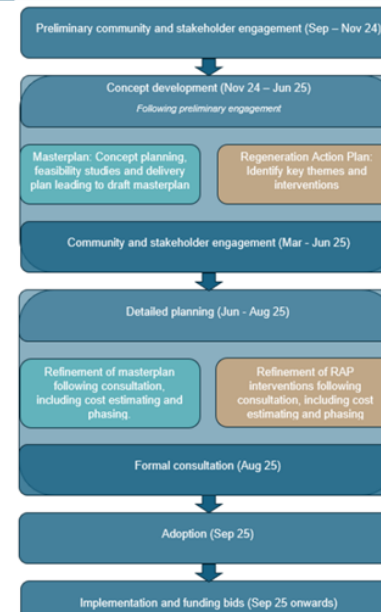 Preliminary community and stakeholder engagement (Sep – Nov 24)
Concept development (Nov 24 – Jun 25)
Following preliminary engagement
Masterplan: Concept planning,
feasibility studies and delivery
plan leading to draft masterplan
Regeneration Action Plan:
Identify key themes and
interventions
Community and stakeholder engagement (Mar - Jun 25)
Detailed planning (Jun - Aug 25)
Refinement of masterplan
following consultation,
including cost estimating and
phasing.
Refinement of RAP
interventions following
consultation, including cost
estimating and phasing
Formal consultation (Aug 25)
Adoption (Sep 25)
Implementation and funding bids (Sep 25 onwards)